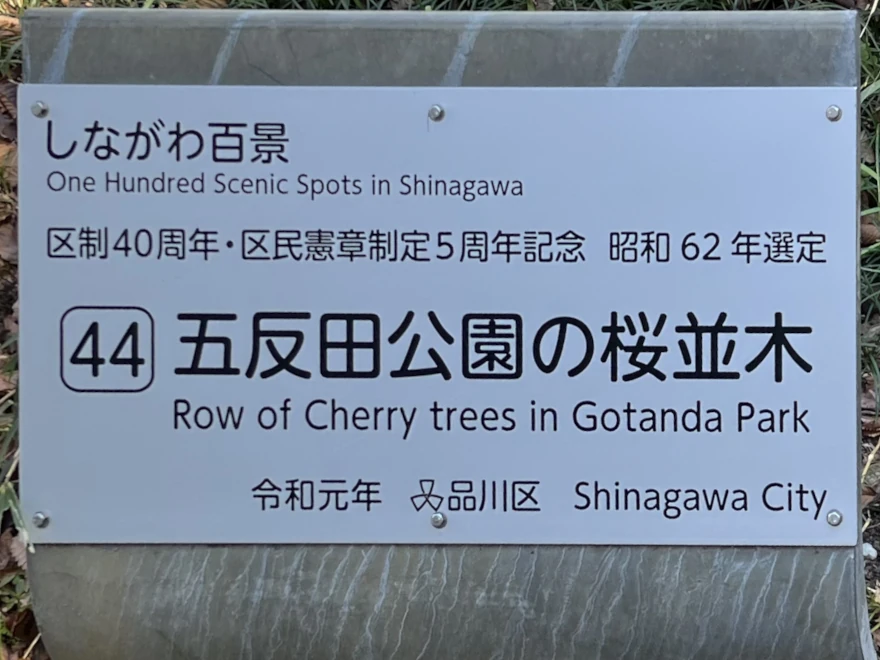 しながわ百景
One Hundred Scenic Spots in Shinagawa
区制40周年・区民憲章制定5周年記念 昭和62年選定
44 五反田公園の桜並木
Row of Cherry trees in Gotanda Park
令和元年 品川区 Shinagawa City